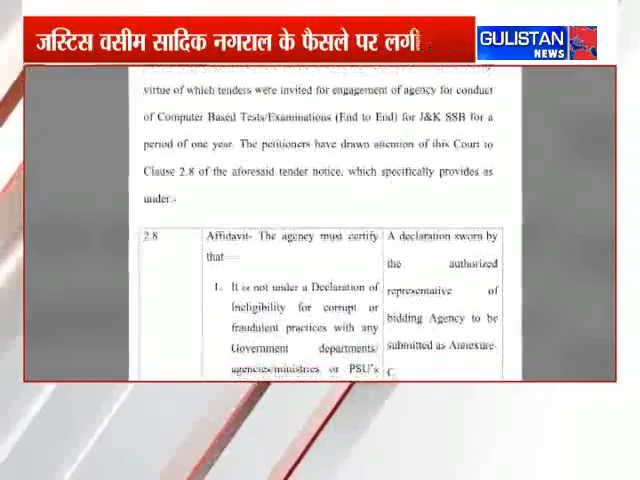 जस्टिस वसीम सादिक नगराल के फैसले पर लगी
GULISTAN
NEWS
virtue of which tenders were invited for engagement of agency for conduct
of Computer Based Tests/Examinations (End to End) for J&K SSB for a
period of one year. The petitioners have drawn attention of this Court to
Clause 2.8 of the aforesaid tender notice, which specifically provides as
under:-
2.8
Affidavit- The agency must certify
that—
1. It is not under a Declaration of
Ineligibility for corrupt or
fraudulent practices with any
Government departments/
agencies/ministries or PSU's
A declaration sworn by
the authorized
representative of
bidding Agency to be
submitted as Annexure-
C.